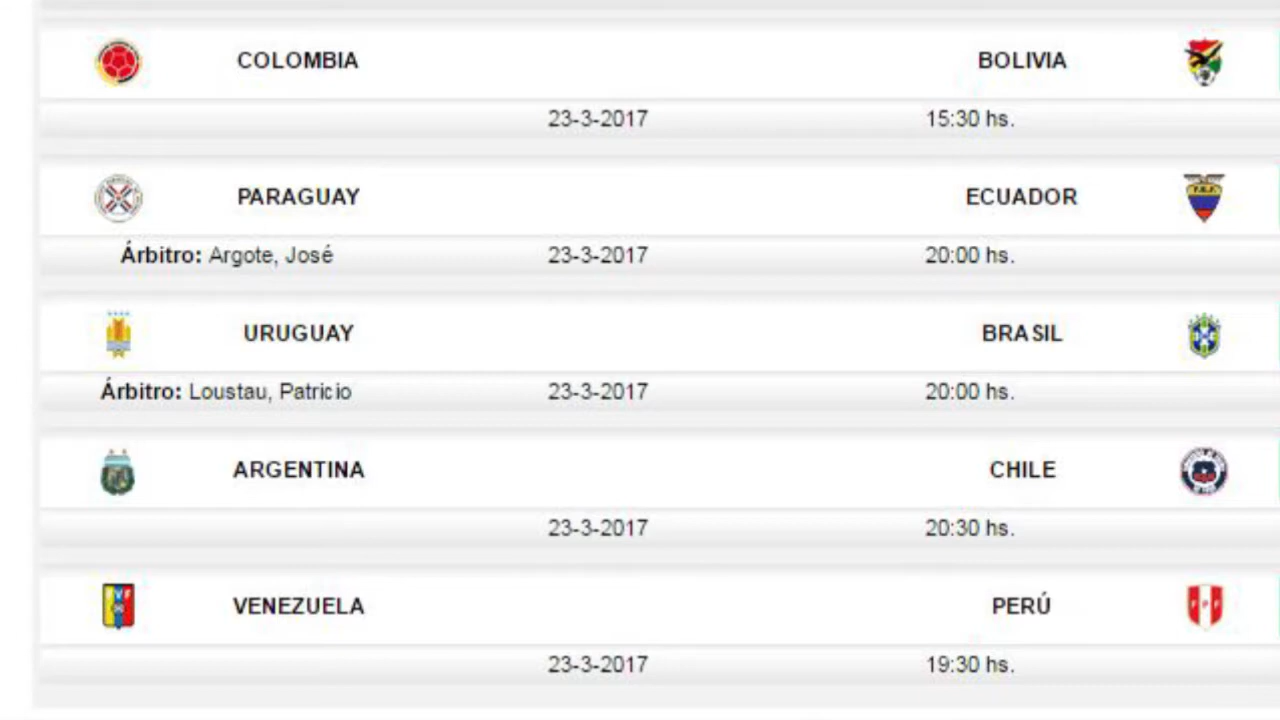 COLOMBIA BOLIVIA
23-3-2017 15:30 hs.
PARAGUAY ECUADOR
Árbitro: Argote, José 23-3-2017 20:00 hs.
URUGUAY BRASIL
Árbitro: Loustau, Patricio 23-3-2017 20:00 hs.
ARGENTINA CHILE
23-3-2017 20:30 hs.
VENEZUELA PERÚ
23-3-2017 19:30 hs.